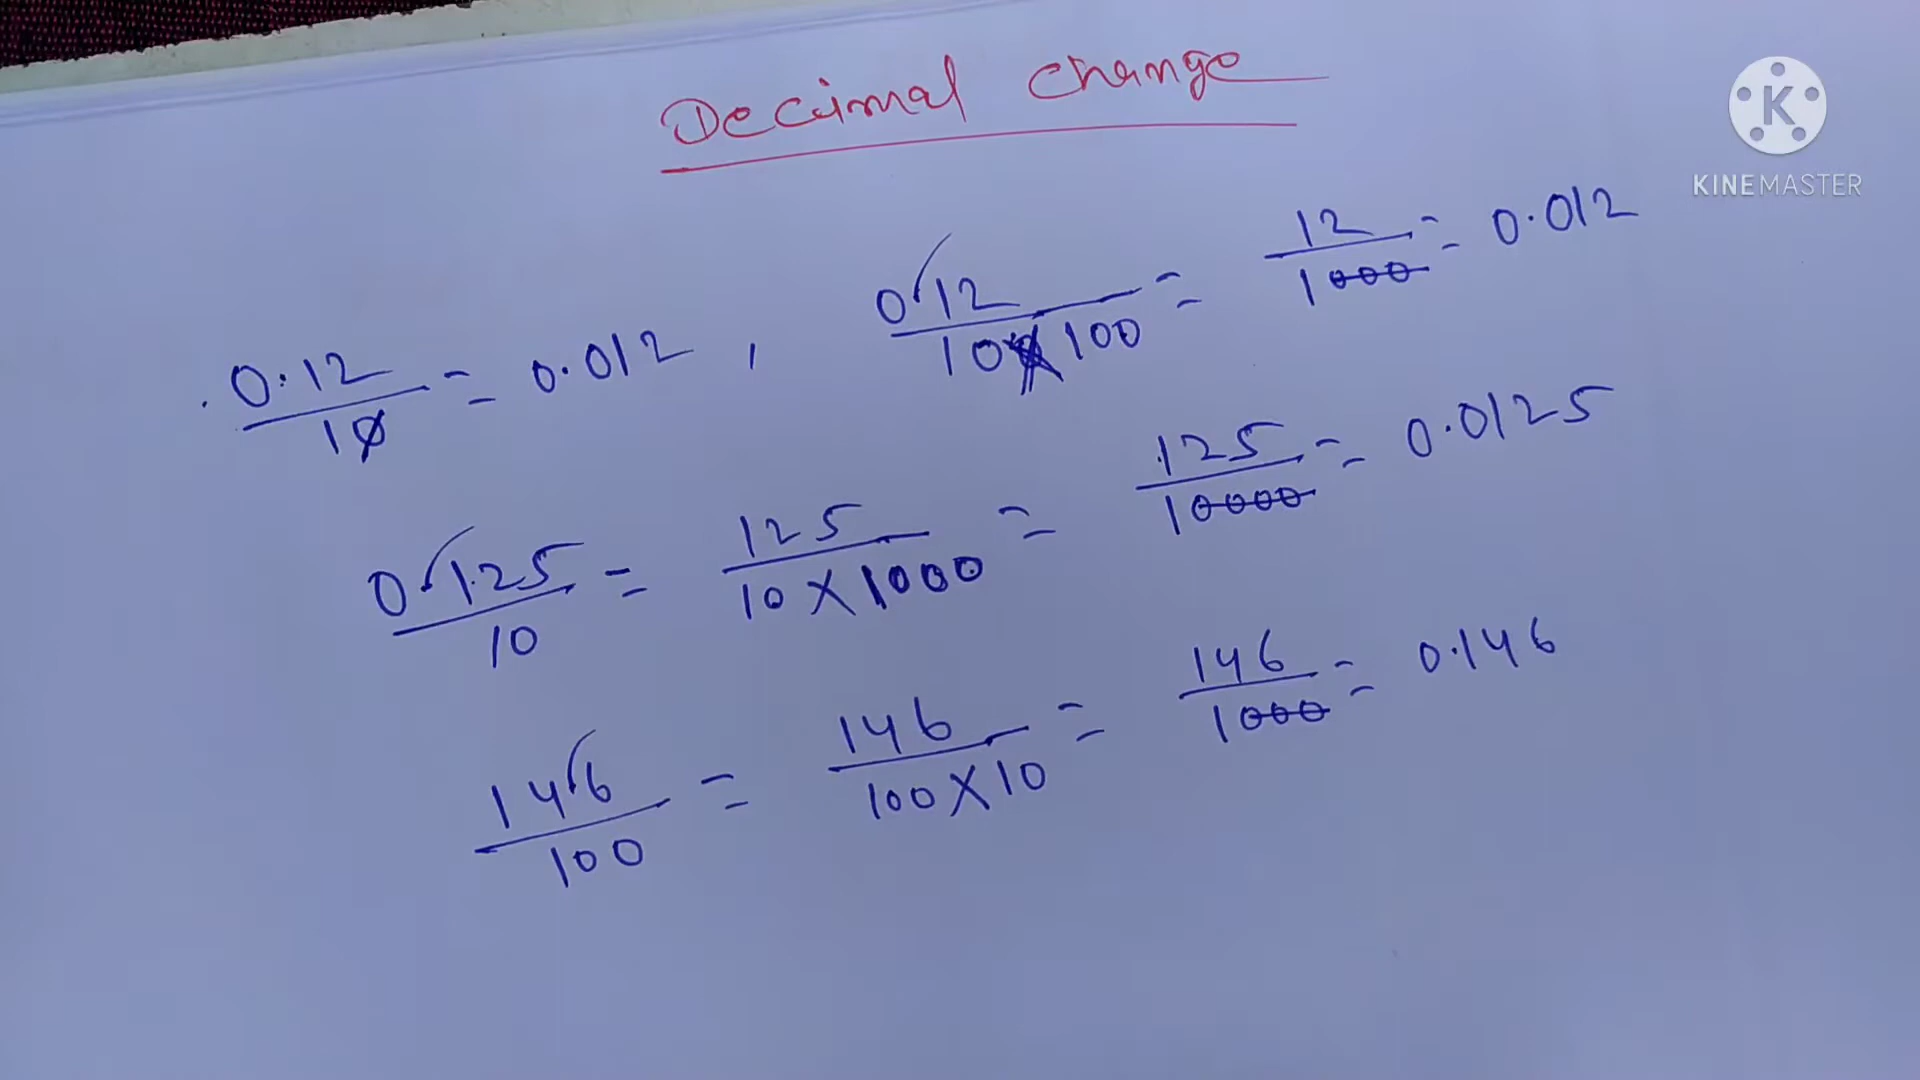 Decimal change
K
KINEMASTER
0.12/10 = 0.012 , 0.12/10×100 = 12/1000 = 0.012
0.125/10 = 125/10×1000 = 125/10000 = 0.0125
14.6/100 = 146/100×10 = 146/1000 = 0.146